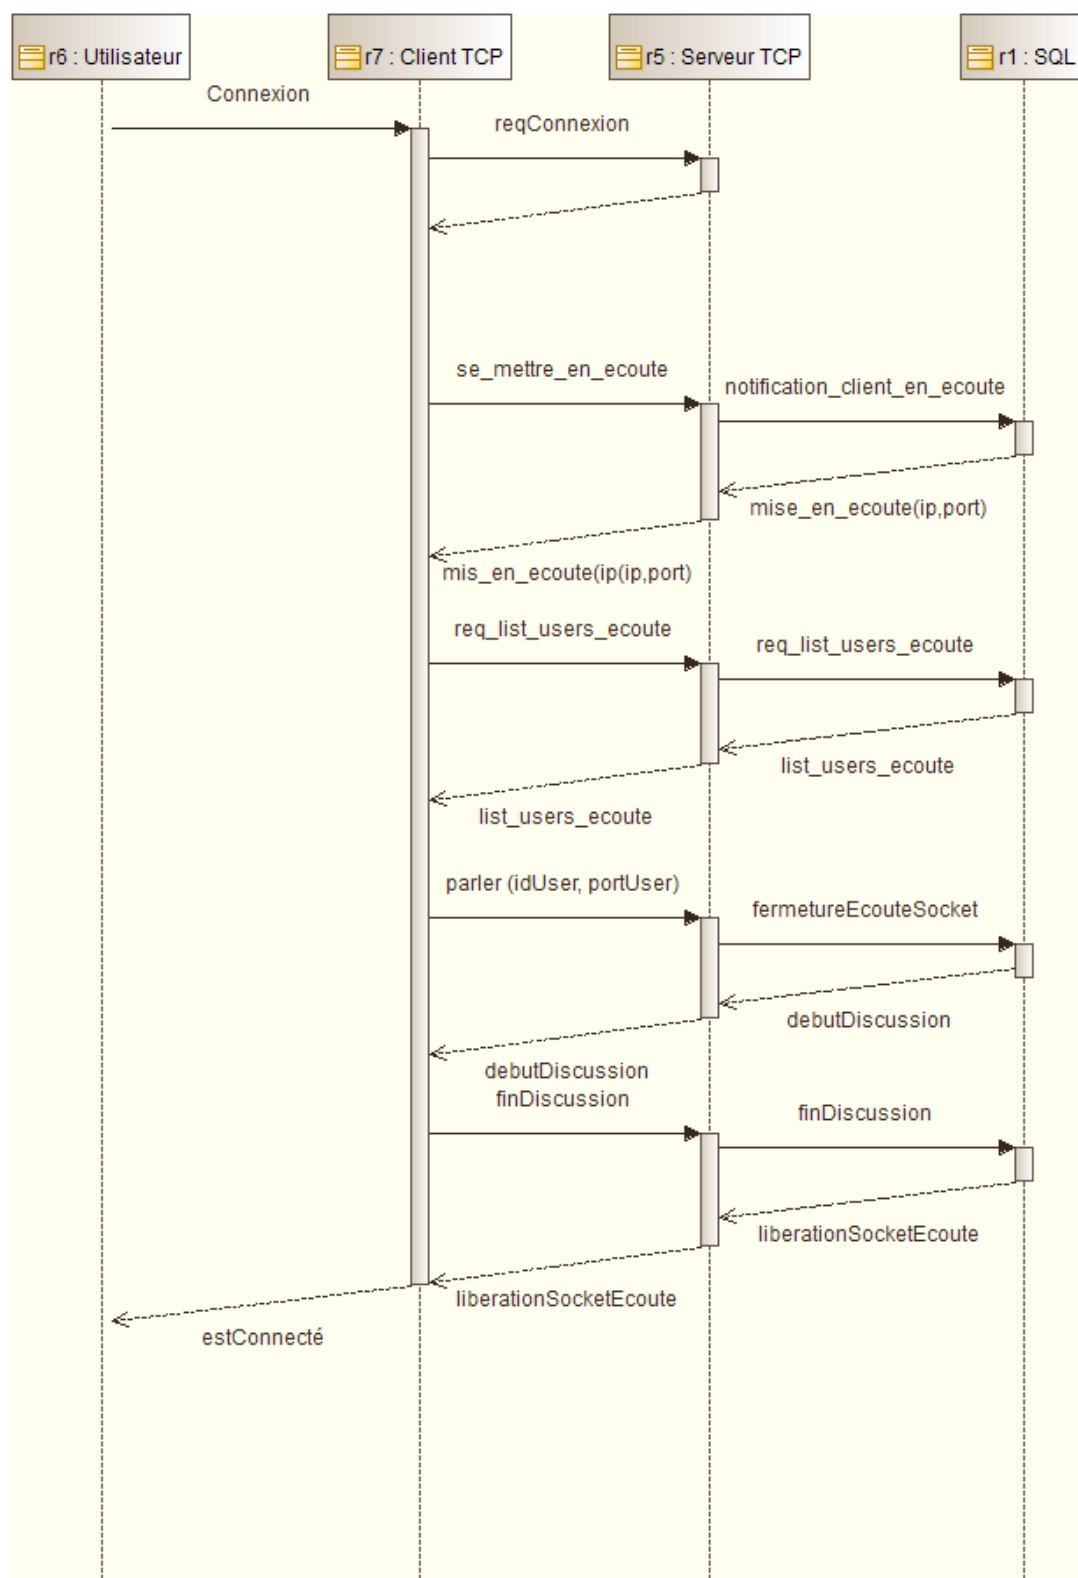 r6 : Utilisateur
r7 : Client TCP
r5 : Serveur TCP
r1 : SQL
Connexion
reqConnexion
se_mettre_en_ecoute
notification_client_en_ecoute
mise_en_ecoute(ip,port)
mis_en_ecoute(ip(ip,port)
req_list_users_ecoute
req_list_users_ecoute
list_users_ecoute
list_users_ecoute
parler (idUser, portUser)
fermetureEcouteSocket
debutDiscussion
debutDiscussion
finDiscussion
finDiscussion
liberationSocketEcoute
liberationSocketEcoute
estConnecté